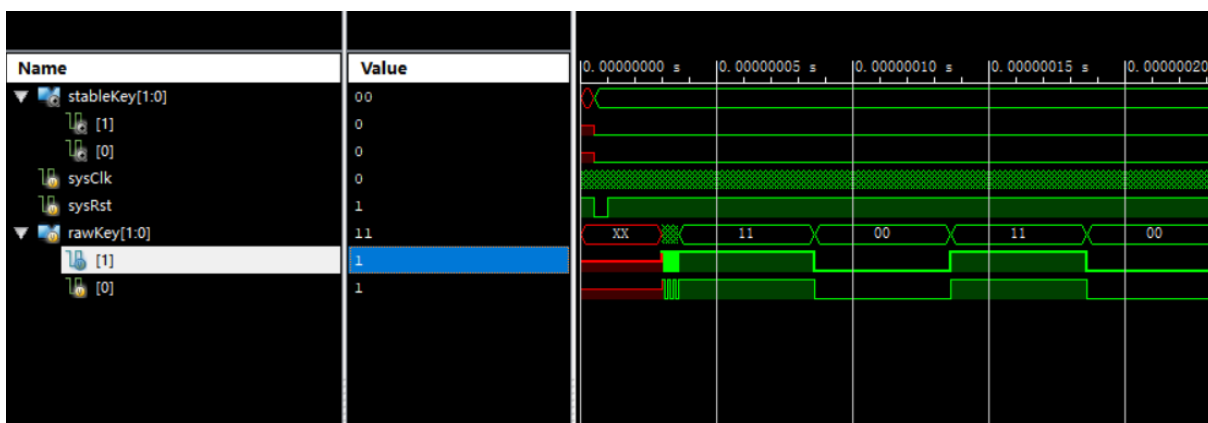 Name Value
0.00000000 s 0.00000005 s 0.00000010 s 0.00000015 s 0.00000020
stableKey[1:0] 00
[1] 0
[0] 0
sysClk 0
sysRst 1
rawKey[1:0] 11 XX 11 00 11 00
[1] 1
[0] 1